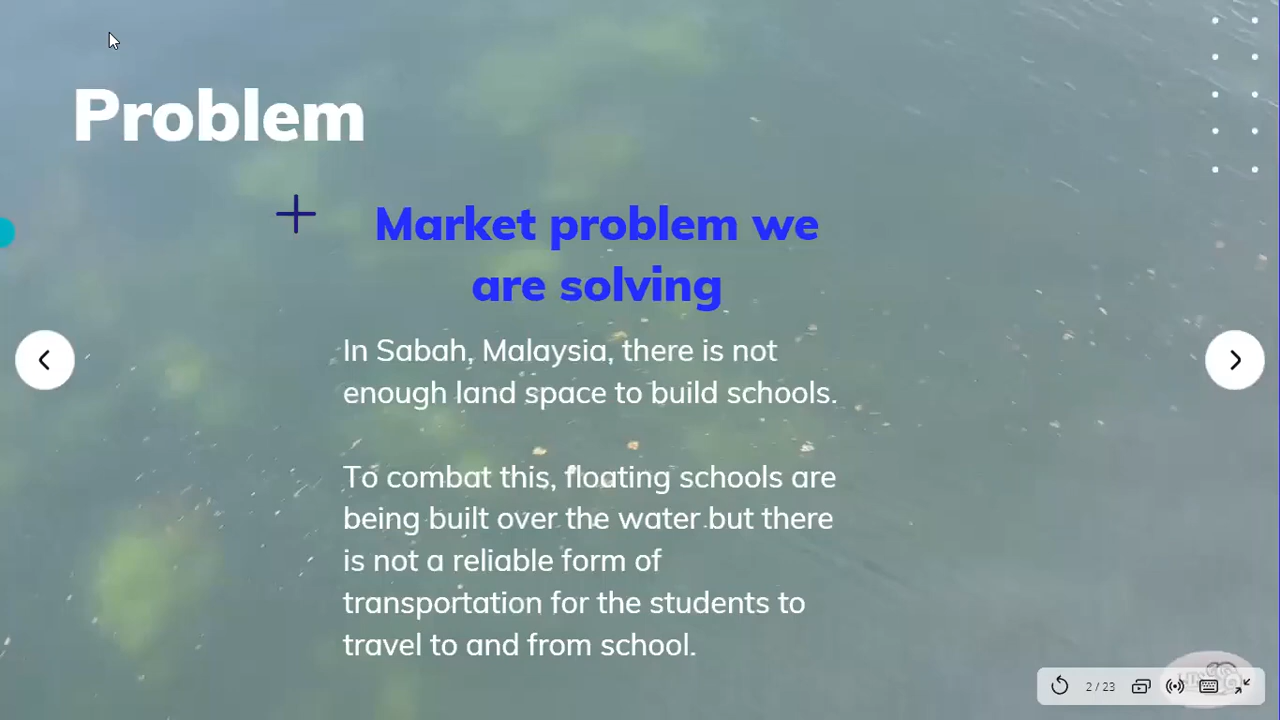 Problem
Market problem we
are solving
In Sabah, Malaysia, there is not
enough land space to build schools.
To combat this, floating schools are
being built over the water but there
is not a reliable form of
transportation for the students to
travel to and from school.
2 / 23